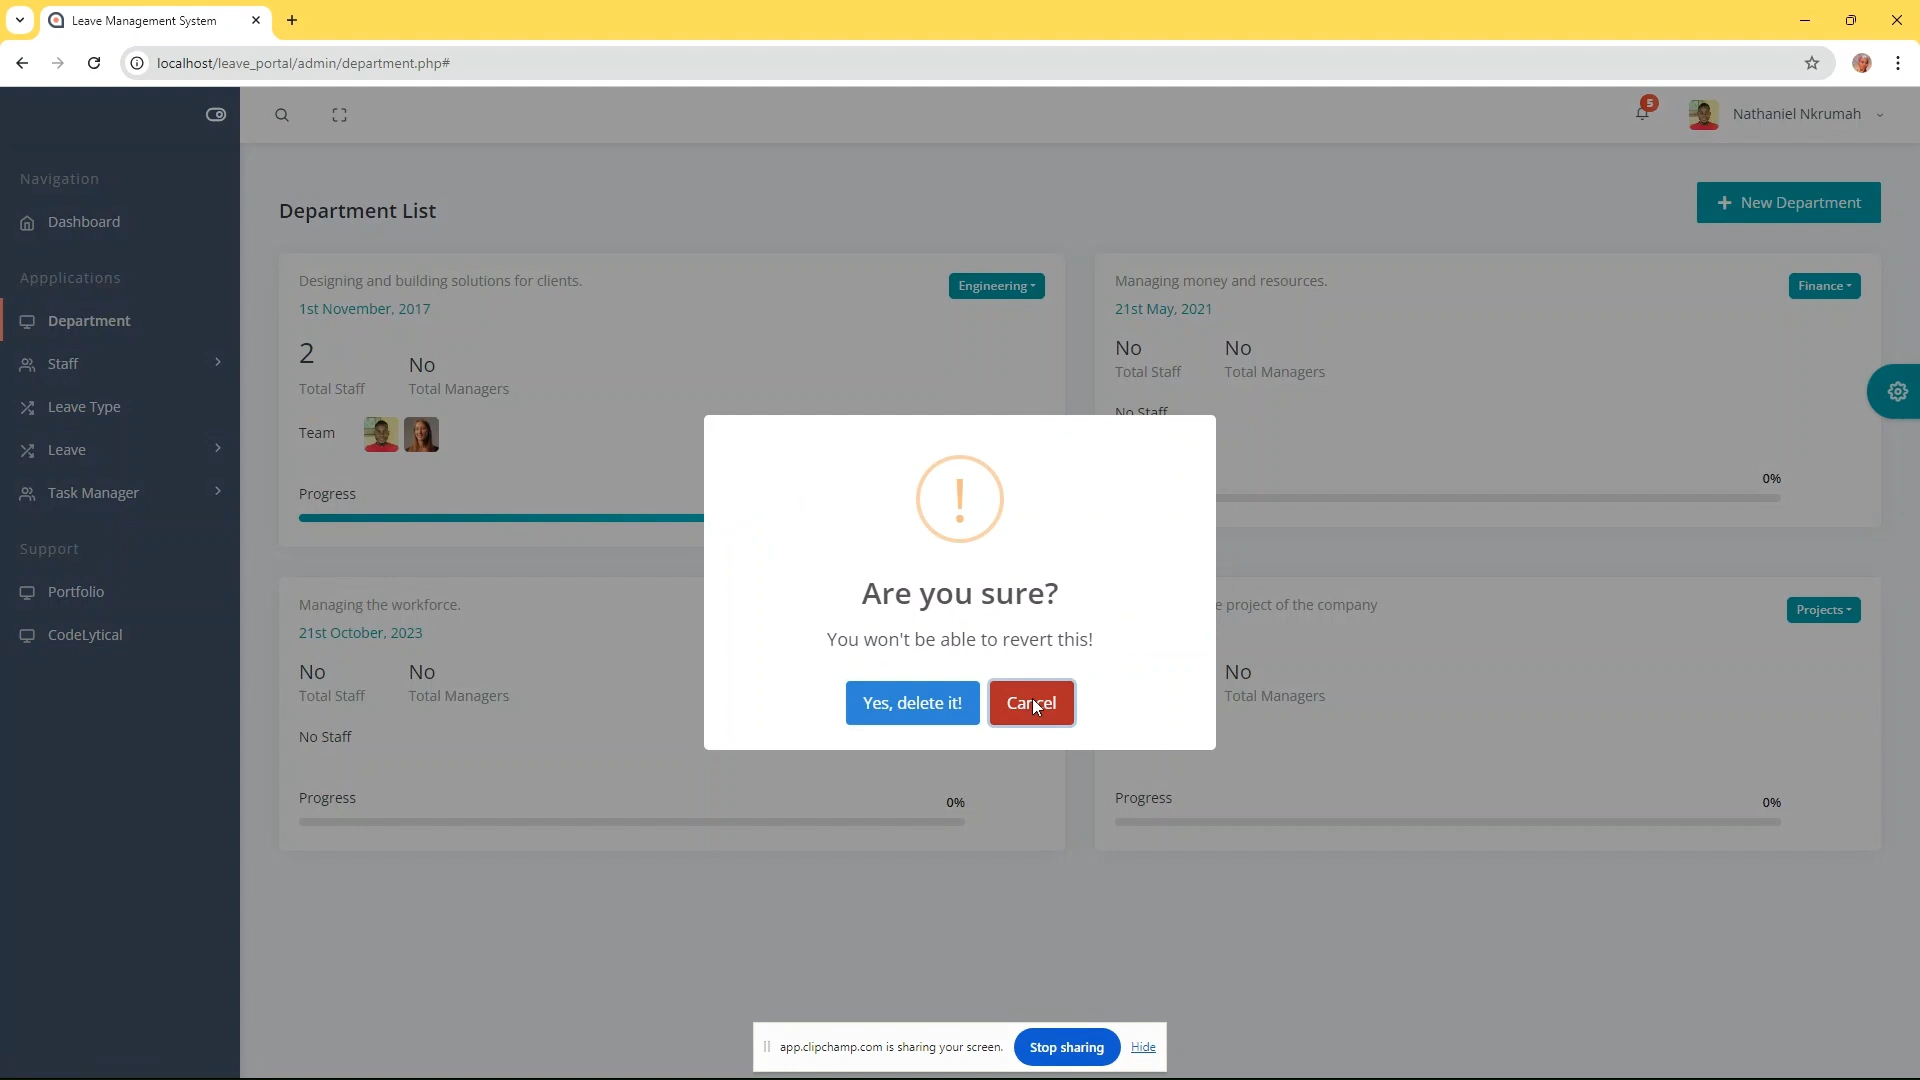 Leave Management System
localhost/leave_portal/admin/department.php#
5
Nathaniel Nkrumah
Navigation
Dashboard
Appplications
Department
Staff
Leave Type
Leave
Task Manager
Support
Portfolio
CodeLytical
Department List
+ New Department
Designing and building solutions for clients.
Engineering
1st November, 2017
2
No
Total Staff
Total Managers
Team
Progress
Managing money and resources.
Finance
21st May, 2021
No
No
Total Staff
Total Managers
No Staff
0%
Managing the workforce.
21st October, 2023
No
No
Total Staff
Total Managers
No Staff
Progress
0%
project of the company
Projects
No
Total Managers
Progress
0%
!
Are you sure?
You won't be able to revert this!
Yes, delete it!
Cancel
app.clipchamp.com is sharing your screen.
Stop sharing
Hide